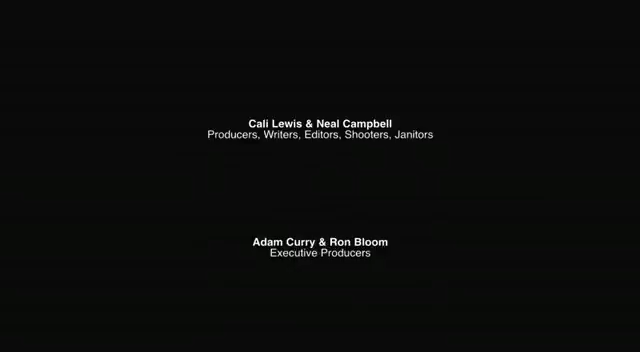 Cali Lewis & Neal Campbell
Producers, Writers, Editors, Shooters, Janitors
Adam Curry & Ron Bloom
Executive Producers